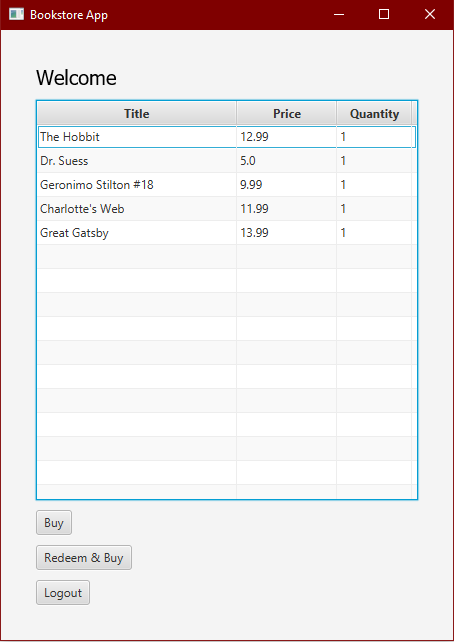 Bookstore App
Welcome
Title Price Quantity
The Hobbit 12.99 1
Dr. Suess 5.0 1
Geronimo Stilton #18 9.99 1
Charlotte's Web 11.99 1
Great Gatsby 13.99 1
Buy
Redeem & Buy
Logout